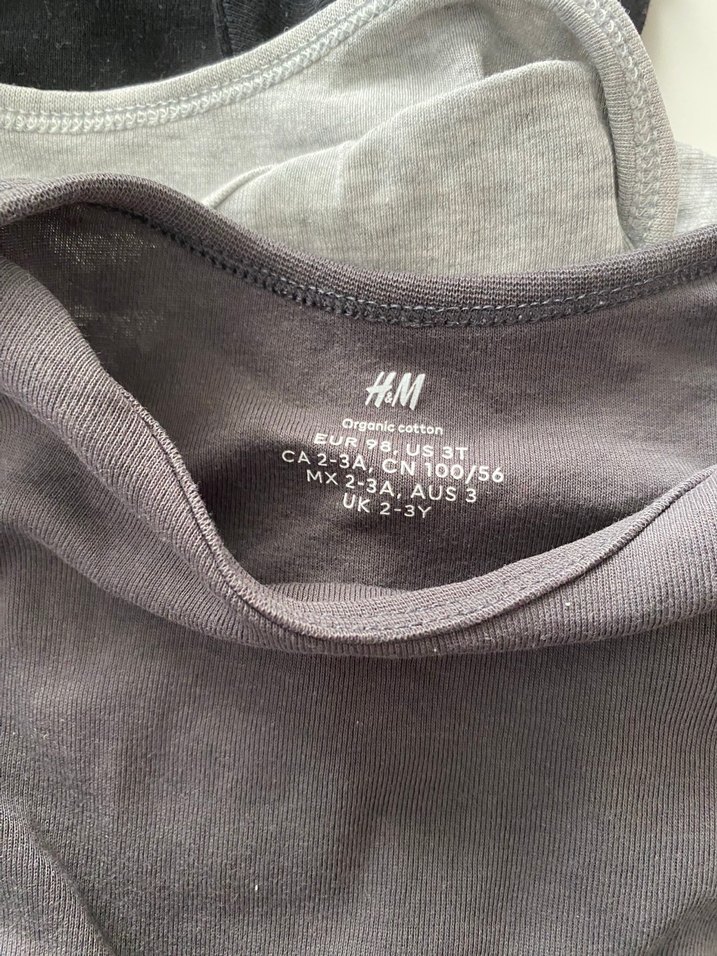 H&M
Organic cotton
EUR 98, US 3T
CA 2-3A, CN 100/56
MX 2-3A, AUS 3
UK 2-3Y